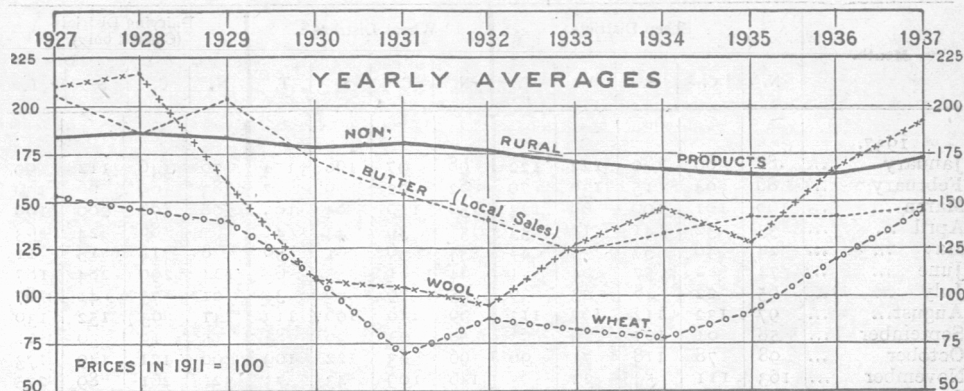 1927 1928 1929 1930 1931 1932 1933 1934 1935 1936 1937
225 225
YEARLY AVERAGES
200 200
NON. RURAL PRODUCTS
175 175
BUTTER (Local Sales)
150 150
125 125
WOOL
100 100
WHEAT
75 75
PRICES IN 1911 = 100
50 50